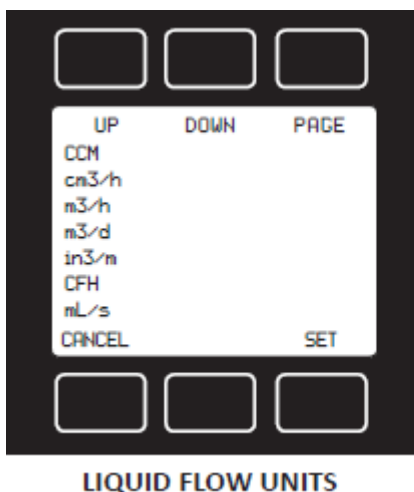 UP DOWN PAGE
CCM
cm3/h
m3/h
m3/d
in3/m
CFH
mL/s
CANCEL SET
LIQUID FLOW UNITS